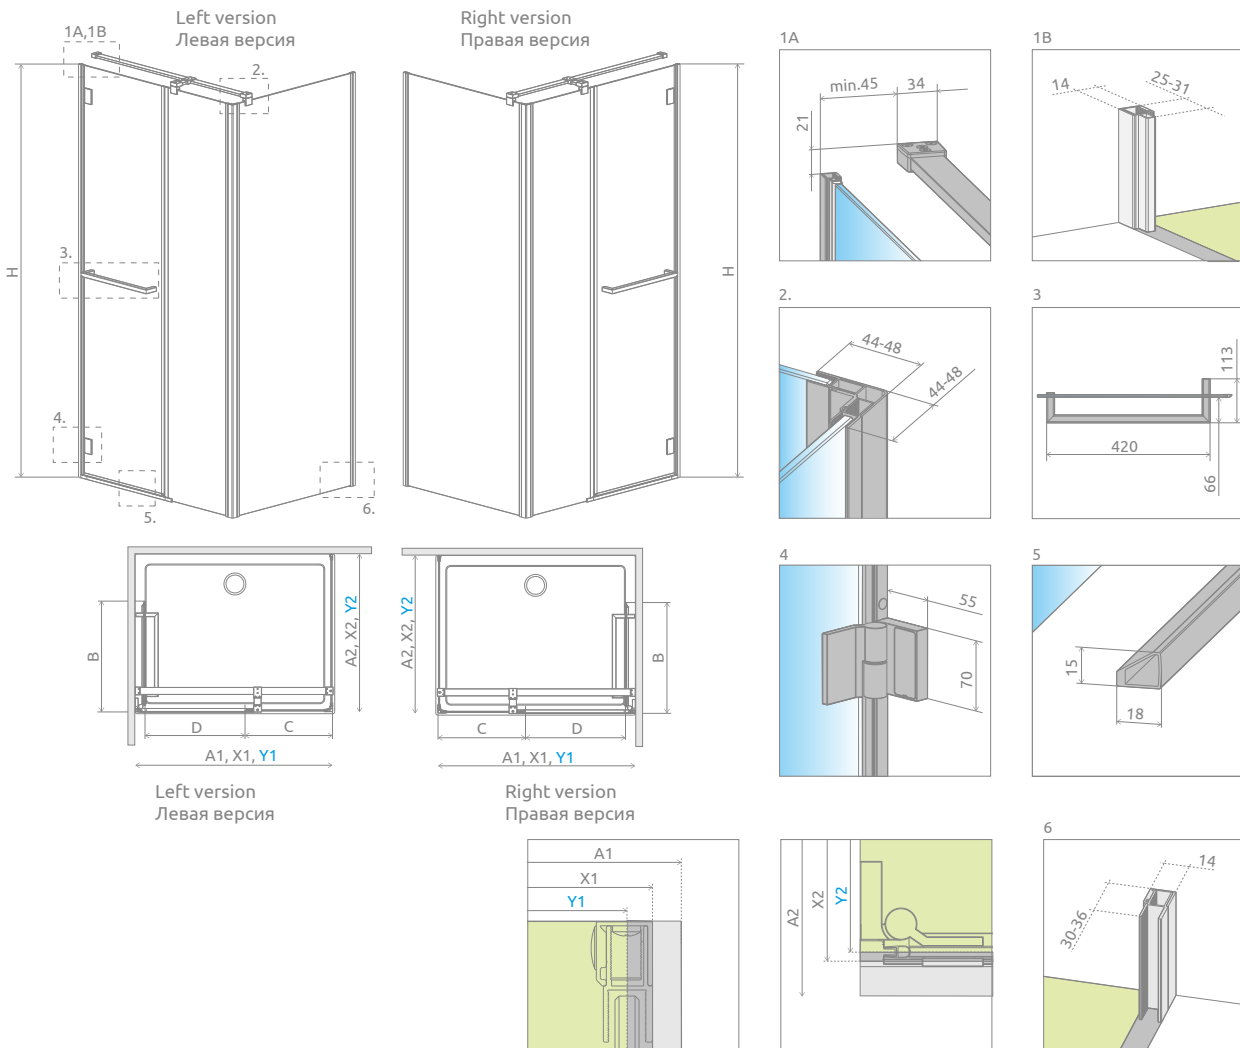 Left version
Левая версия
Right version
Правая версия
1A,1B
2.
H
3.
4.
5.
6.
H
1A
min.45
34
21
1B
14
25-31
2.
44-48
44-48
3
113
420
66
4
55
70
5
15
18
B
A2, X2, Y2
D
C
A1, X1, Y1
Left version
Левая версия
A2, X2, Y2
B
C
D
A1, X1, Y1
Right version
Правая версия
A1
X1
Y1
A2
X2
Y2
6
14
30-36